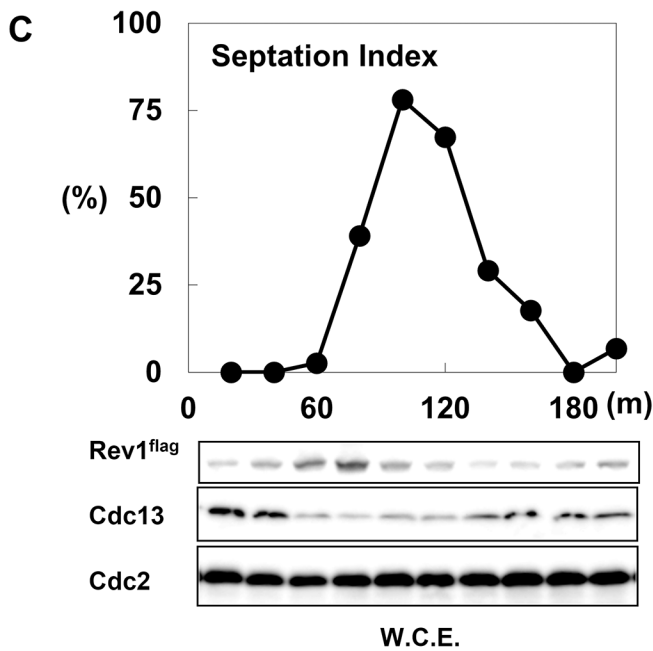 C
100
Septation Index
75
(%)
50
25
0
0
60
120
180
(m)
Rev1flag
Cdc13
Cdc2
W.C.E.